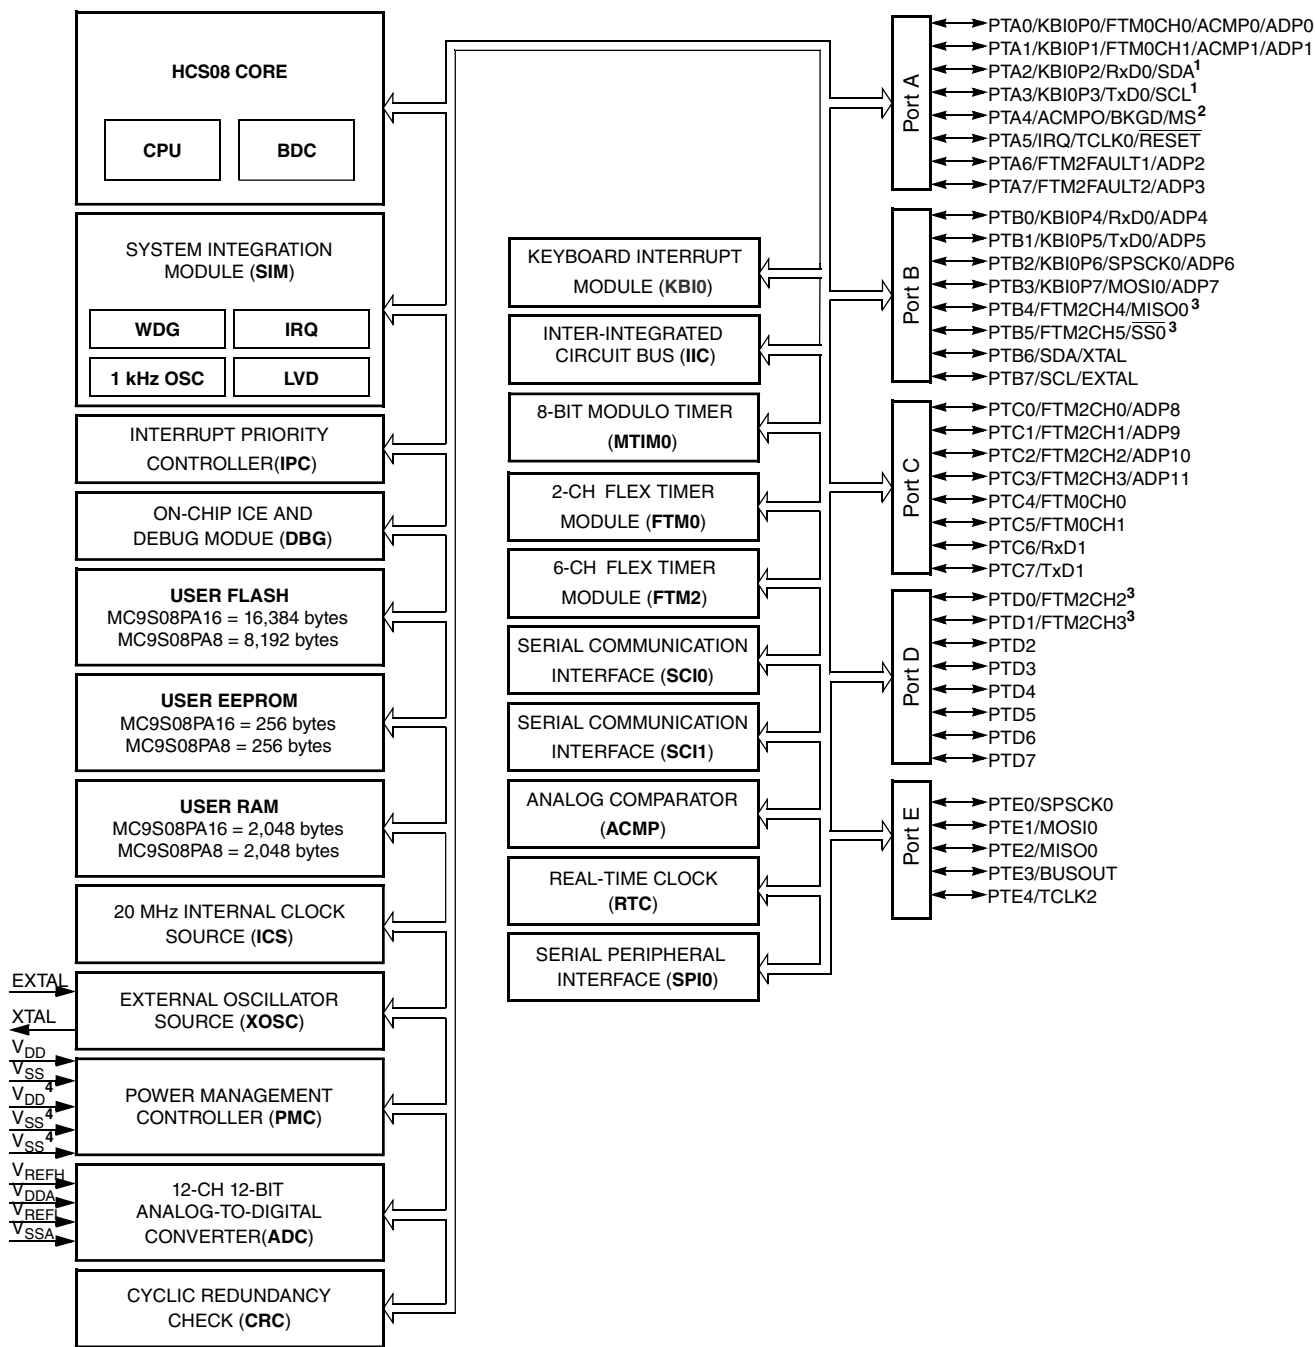 HCS08 CORE
CPU
BDC
SYSTEM INTEGRATION
MODULE (SIM)
WDG
IRQ
1 kHz OSC
LVD
INTERRUPT PRIORITY
CONTROLLER(IPC)
ON-CHIP ICE AND
DEBUG MODUE (DBG)
USER FLASH
MC9S08PA16 = 16,384 bytes
MC9S08PA8 = 8,192 bytes
USER EEPROM
MC9S08PA16 = 256 bytes
MC9S08PA8 = 256 bytes
USER RAM
MC9S08PA16 = 2,048 bytes
MC9S08PA8 = 2,048 bytes
20 MHz INTERNAL CLOCK
SOURCE (ICS)
EXTAL
XTAL
EXTERNAL OSCILLATOR
SOURCE (XOSC)
VDD
VSS
VDD4
VSS4
VSS4
POWER MANAGEMENT
CONTROLLER (PMC)
VREFH
VDDA
VREFL
VSSA
12-CH 12-BIT
ANALOG-TO-DIGITAL
CONVERTER(ADC)
CYCLIC REDUNDANCY
CHECK (CRC)
KEYBOARD INTERRUPT
MODULE (KBI0)
INTER-INTEGRATED
CIRCUIT BUS (IIC)
8-BIT MODULO TIMER
(MTIM0)
2-CH FLEX TIMER
MODULE (FTM0)
6-CH FLEX TIMER
MODULE (FTM2)
SERIAL COMMUNICATION
INTERFACE (SCI0)
SERIAL COMMUNICATION
INTERFACE (SCI1)
ANALOG COMPARATOR
(ACMP)
REAL-TIME CLOCK
(RTC)
SERIAL PERIPHERAL
INTERFACE (SPI0)
Port A
PTA0/KBI0P0/FTM0CH0/ACMP0/ADP0
PTA1/KBI0P1/FTM0CH1/ACMP1/ADP1
PTA2/KBI0P2/RxD0/SDA1
PTA3/KBI0P3/TxD0/SCL1
PTA4/ACMPO/BKGD/MS2
PTA5/IRQ/TCLK0/RESET
PTA6/FTM2FAULT1/ADP2
PTA7/FTM2FAULT2/ADP3
Port B
PTB0/KBI0P4/RxD0/ADP4
PTB1/KBI0P5/TxD0/ADP5
PTB2/KBI0P6/SPSCK0/ADP6
PTB3/KBI0P7/MOSI0/ADP7
PTB4/FTM2CH4/MISO03
PTB5/FTM2CH5/SS03
PTB6/SDA/XTAL
PTB7/SCL/EXTAL
Port C
PTC0/FTM2CH0/ADP8
PTC1/FTM2CH1/ADP9
PTC2/FTM2CH2/ADP10
PTC3/FTM2CH3/ADP11
PTC4/FTM0CH0
PTC5/FTM0CH1
PTC6/RxD1
PTC7/TxD1
Port D
PTD0/FTM2CH23
PTD1/FTM2CH33
PTD2
PTD3
PTD4
PTD5
PTD6
PTD7
Port E
PTE0/SPSCK0
PTE1/MOSI0
PTE2/MISO0
PTE3/BUSOUT
PTE4/TCLK2